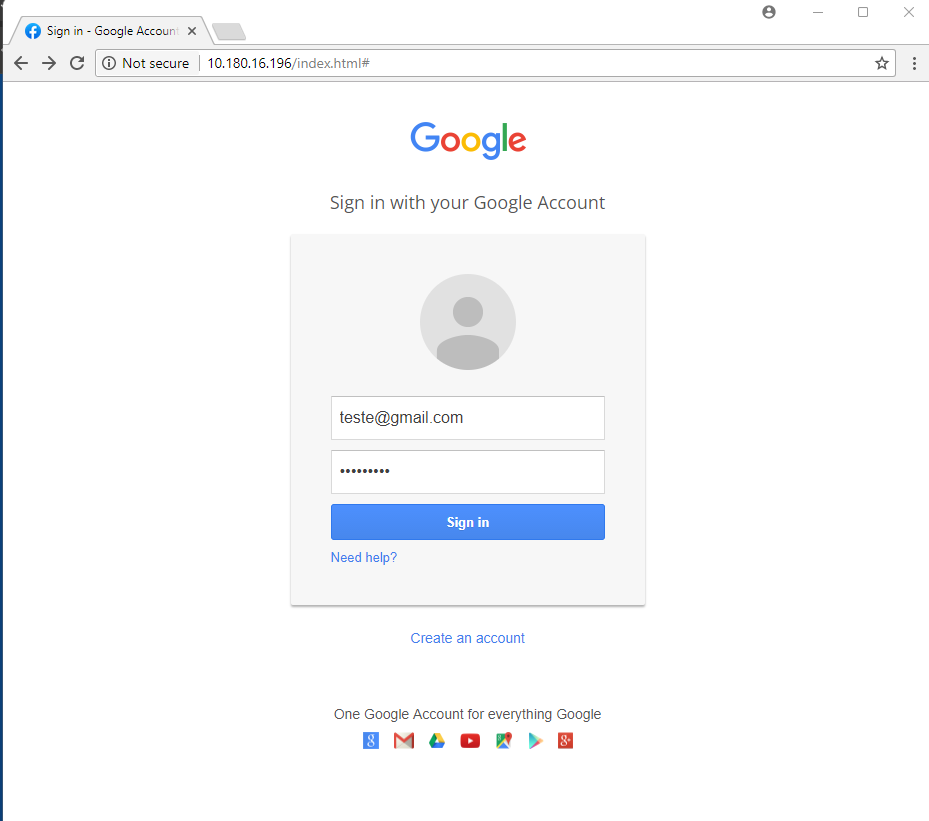 Sign in - Google Accoun
Not secure
10.180.16.196/index.html#
Google
Sign in with your Google Account
teste@gmail.com
•••••••••
Sign in
Need help?
Create an account
One Google Account for everything Google